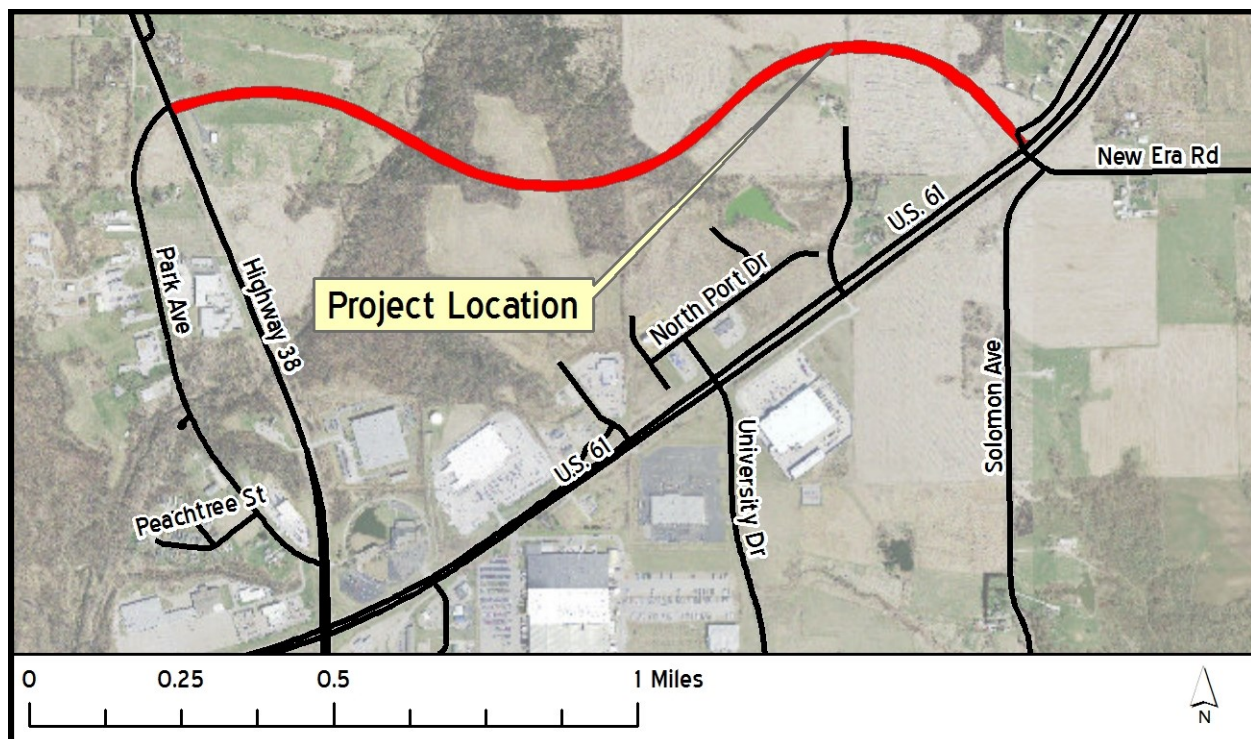 New Era Rd
U.S. 61
Park Ave
Highway 38
North Port Dr
Project Location
Solomon Ave
University Dr
U.S. 61
Peachtree St
0 0.25 0.5 1 Miles
N